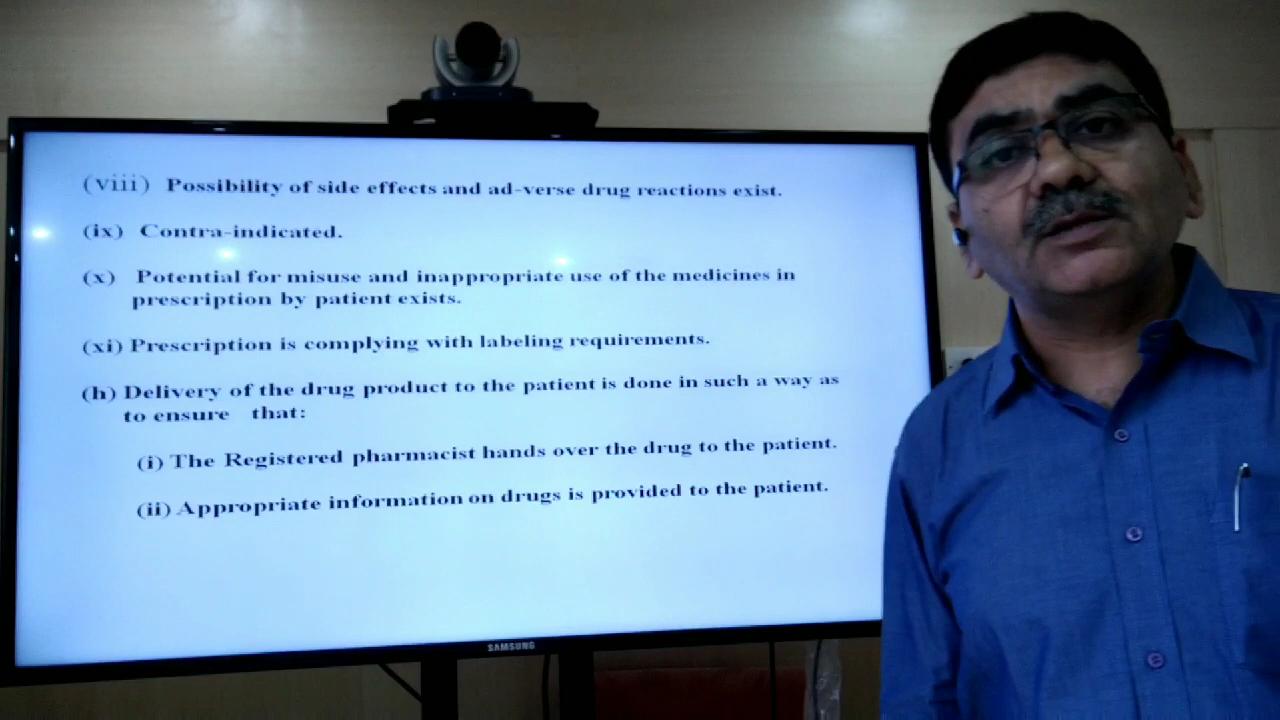 (viii) Possibility of side effects and ad-verse drug reactions exist.
(ix) Contra-indicated.
(x) Potential for misuse and inappropriate use of the medicines in
prescription by patient exists.
(xi) Prescription is complying with labeling requirements.
(h) Delivery of the drug product to the patient is done in such a way as
to ensure that:
(i) The Registered pharmacist hands over the drug to the patient.
(ii) Appropriate information on drugs is provided to the patient.
SAMSUNG